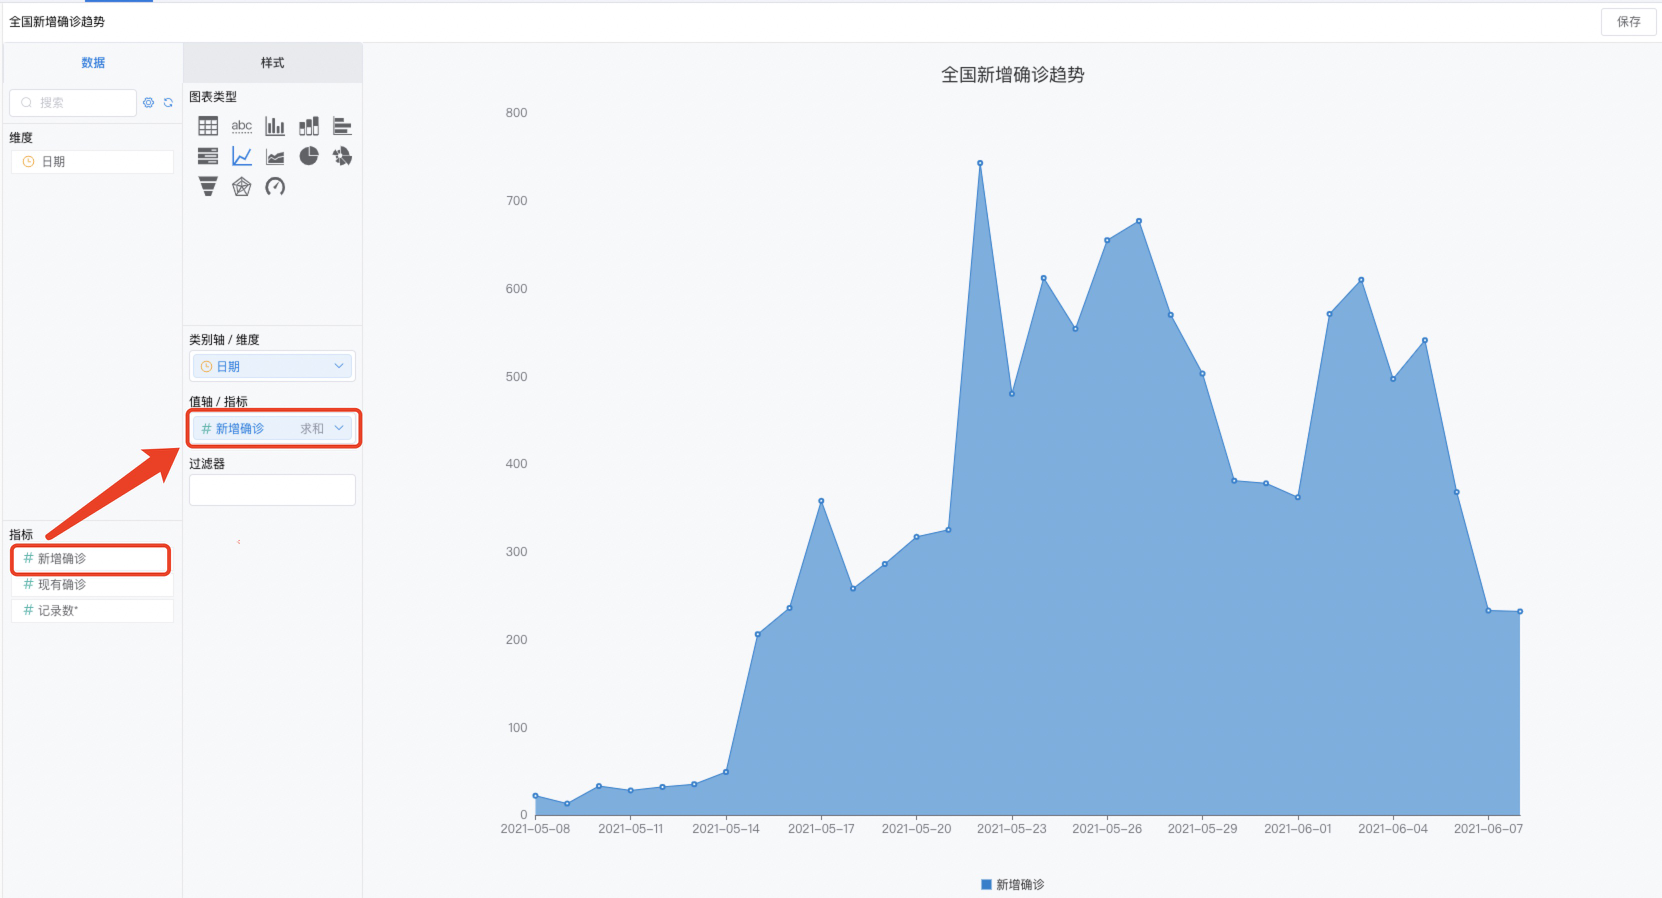 全国新增确诊趋势
保存
数据
样式
搜索
维度
日期
指标
# 新增确诊
# 现有确诊
# 记录数*
图表类型
abc
类别轴 / 维度
日期
值轴 / 指标
# 新增确诊 求和
过滤器
全国新增确诊趋势
800
700
600
500
400
300
200
100
0
2021-05-08 2021-05-11 2021-05-14 2021-05-17 2021-05-20 2021-05-23 2021-05-26 2021-05-29 2021-06-01 2021-06-04 2021-06-07
新增确诊